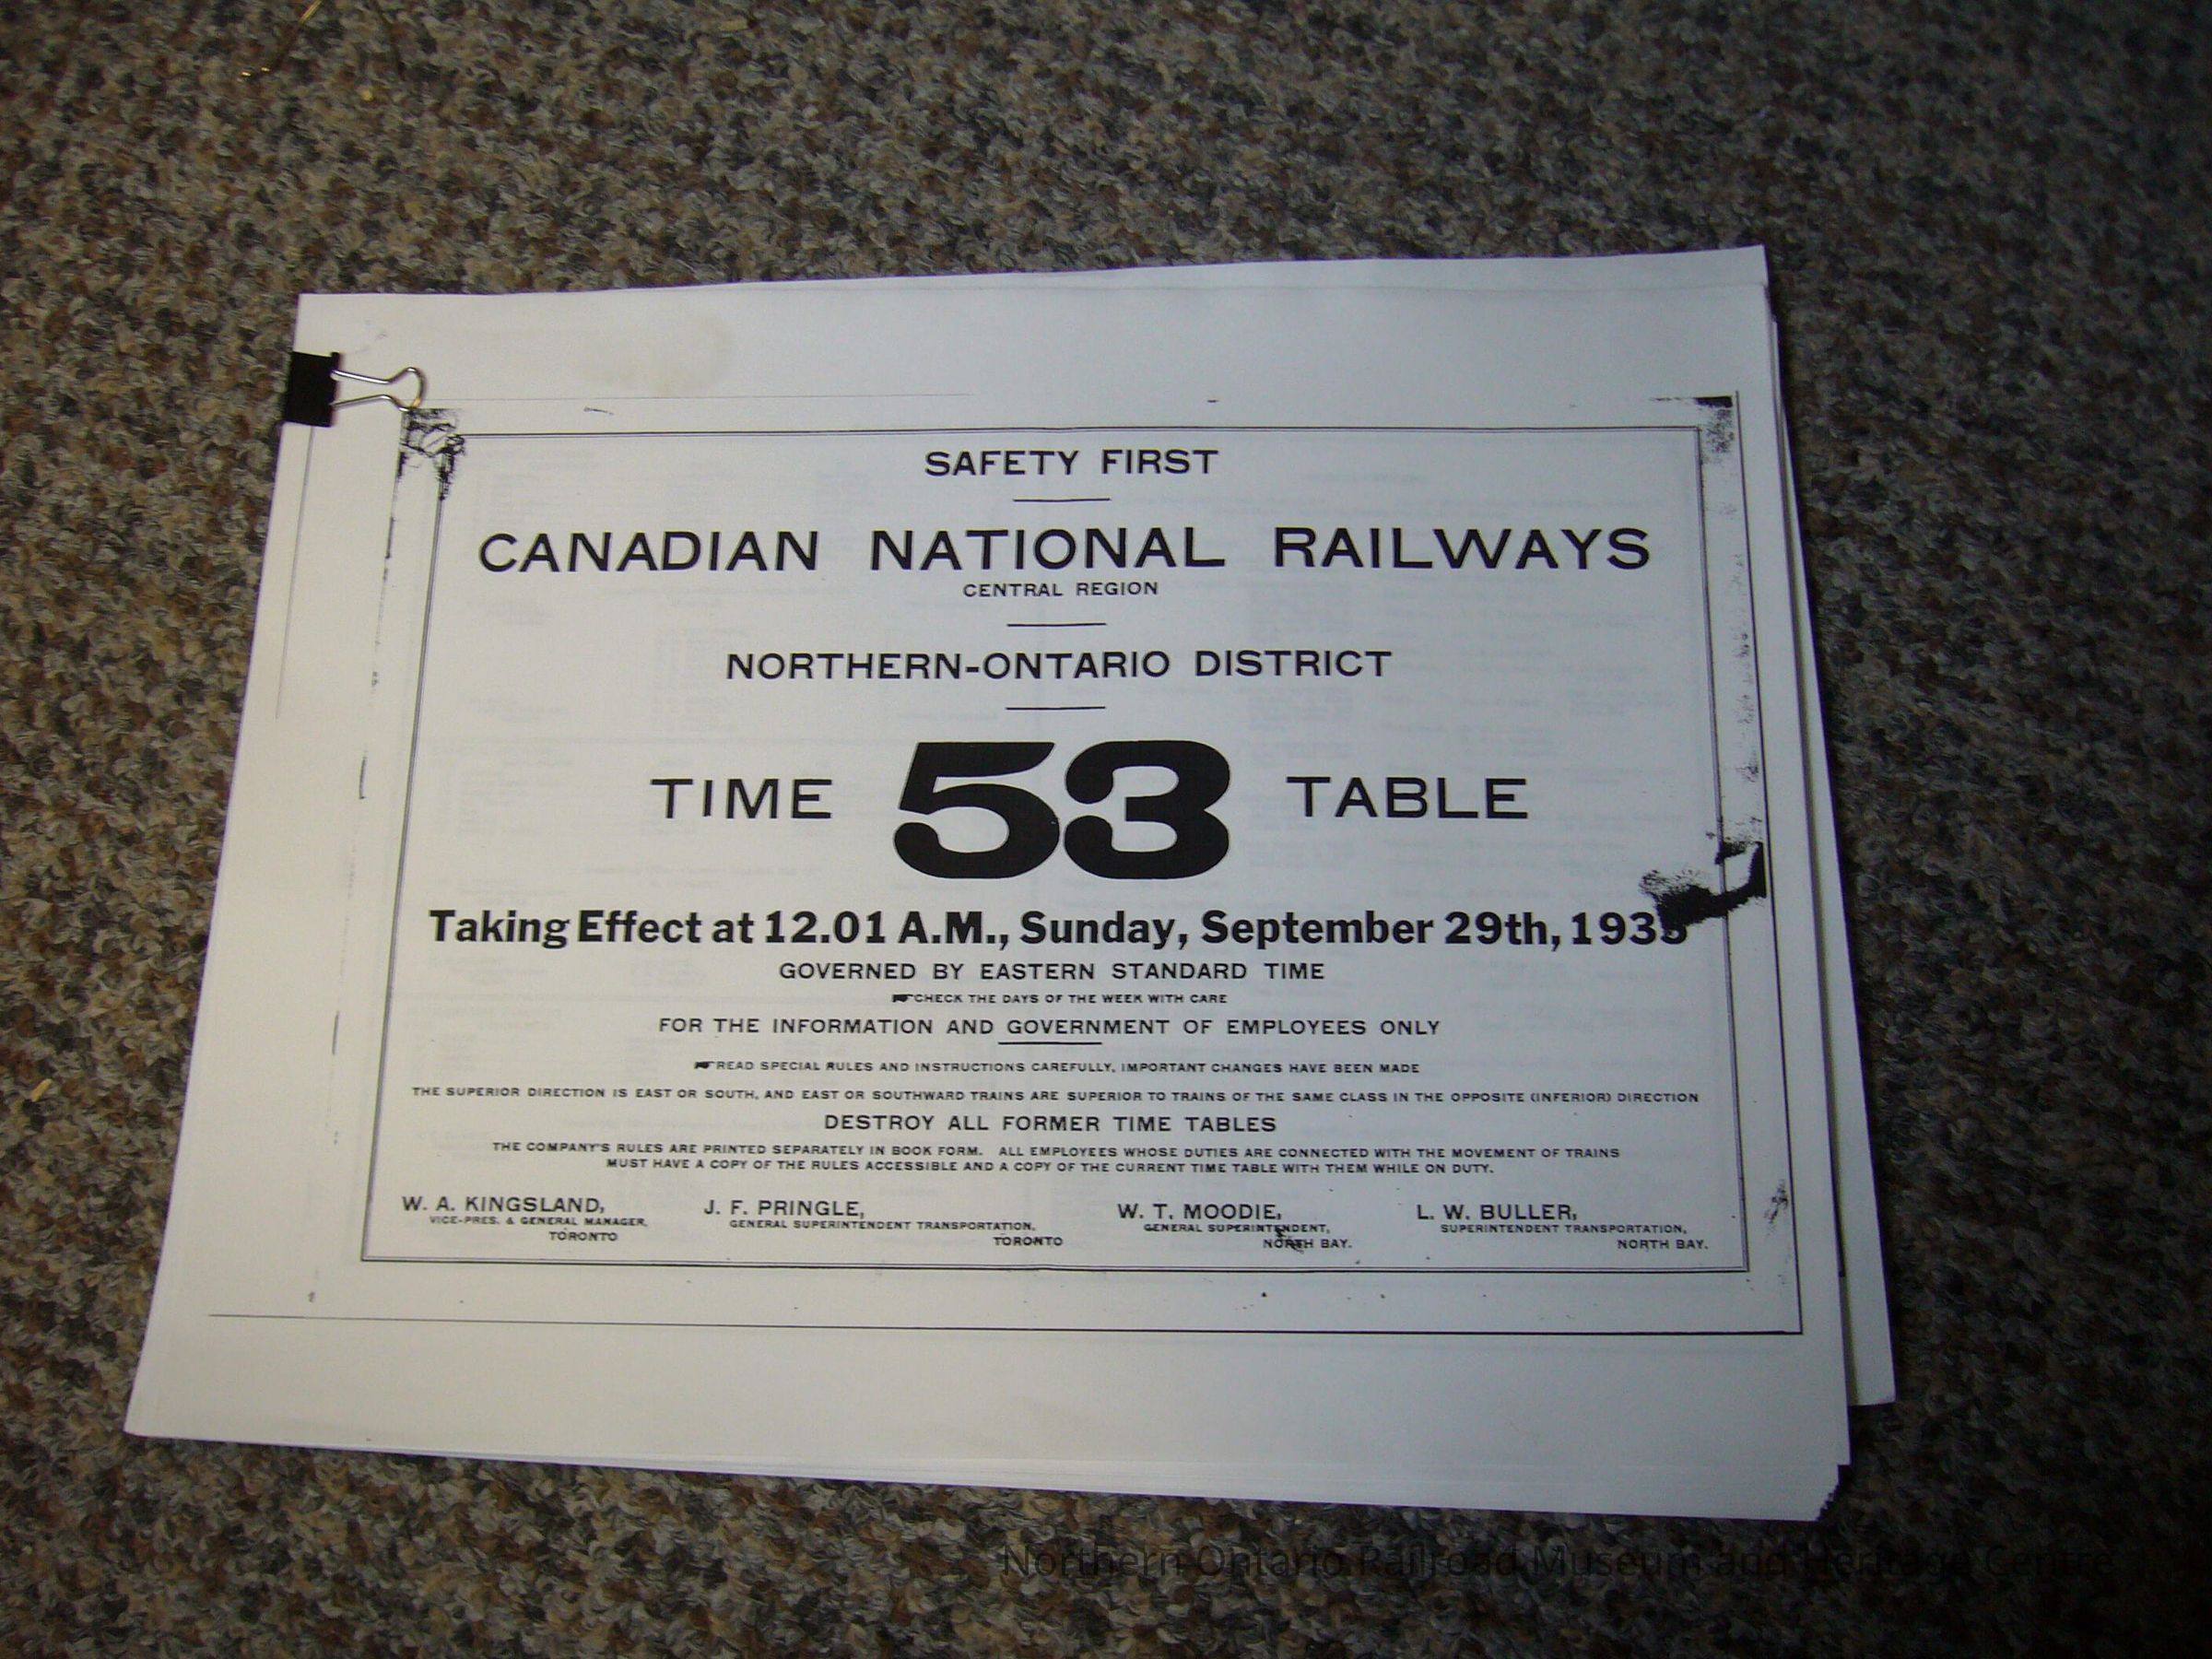 SAFETY FIRST
CANADIAN NATIONAL RAILWAYS
CENTRAL REGION
NORTHERN-ONTARIO DISTRICT
TIME 53 TABLE
Taking Effect at 12.01 A.M., Sunday, September 29th, 1935
GOVERNED BY EASTERN STANDARD TIME
☛CHECK THE DAYS OF THE WEEK WITH CARE
FOR THE INFORMATION AND GOVERNMENT OF EMPLOYEES ONLY
☛READ SPECIAL RULES AND INSTRUCTIONS CAREFULLY, IMPORTANT CHANGES HAVE BEEN MADE
THE SUPERIOR DIRECTION IS EAST OR SOUTH, AND EAST OR SOUTHWARD TRAINS ARE SUPERIOR TO TRAINS OF THE SAME CLASS IN THE OPPOSITE (INFERIOR) DIRECTION
DESTROY ALL FORMER TIME TABLES
THE COMPANY'S RULES ARE PRINTED SEPARATELY IN BOOK FORM. ALL EMPLOYEES WHOSE DUTIES ARE CONNECTED WITH THE MOVEMENT OF TRAINS
MUST HAVE A COPY OF THE RULES ACCESSIBLE AND A COPY OF THE CURRENT TIME TABLE WITH THEM WHILE ON DUTY.
W. A. KINGSLAND,
VICE-PRES. & GENERAL MANAGER,
TORONTO
J. F. PRINGLE,
GENERAL SUPERINTENDENT TRANSPORTATION,
TORONTO
W. T. MOODIE,
GENERAL SUPERINTENDENT,
NORTH BAY.
L. W. BULLER,
SUPERINTENDENT TRANSPORTATION,
NORTH BAY.
Northern Ontario Railroad Museum and Heritage Centre